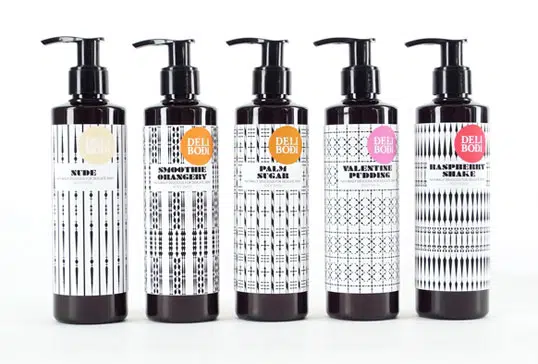 DELI
BODI
NUDE
DELI
BODI
SMOOTHIE
ORANGERY
DELI
BODI
PALM
SUGAR
DELI
BODI
VALENTINE
PUDDING
DELI
BODI
RASPBERRY
SHAKE